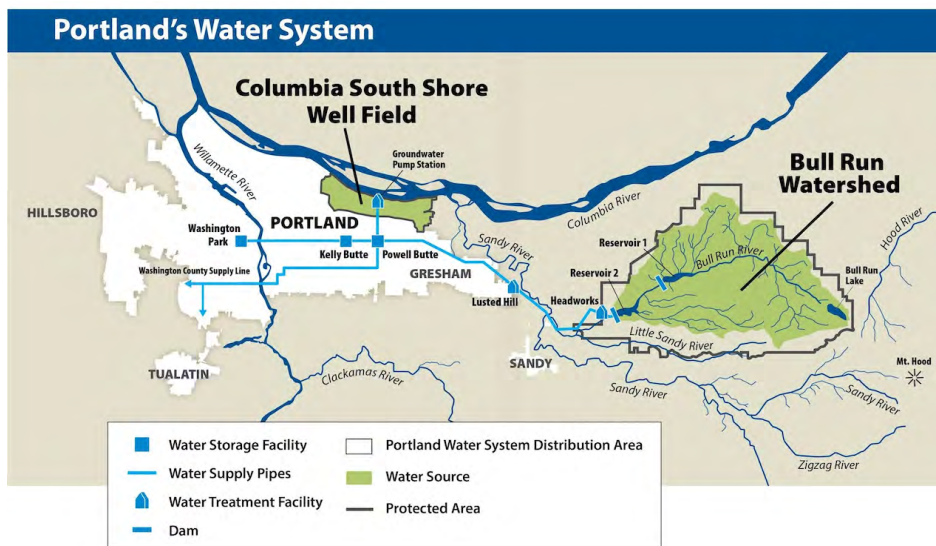 Portland's Water System
Columbia South Shore
Well Field
Groundwater
Pump Station
Bull Run
Watershed
Willamette River
HILLSBORO
Columbia River
Hood River
Washington
Park
PORTLAND
Sandy River
Reservoir 1
Bull Run River
Kelly Butte
Powell Butte
Washington County Supply Line
GRESHAM
Reservoir 2
Bull Run
Lake
Lusted Hill
Headworks
Little Sandy River
SANDY
TUALATIN
Clackamas River
Mt. Hood
Sandy River
Sandy River
Zigzag River
Water Storage Facility
Water Supply Pipes
Water Treatment Facility
Dam
Portland Water System Distribution Area
Water Source
Protected Area